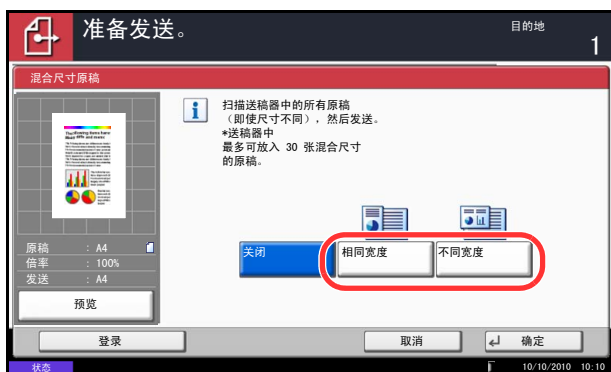 准备发送。
目的地
1
混合尺寸原稿
扫描送稿器中的所有原稿
（即使尺寸不同），然后发送。
*送稿器中
最多可放入 30 张混合尺寸
的原稿。
原稿 : A4
倍率 : 100%
发送 : A4
预览
关闭
相同宽度
不同宽度
登录
取消
确定
状态
10/10/2010 10:10